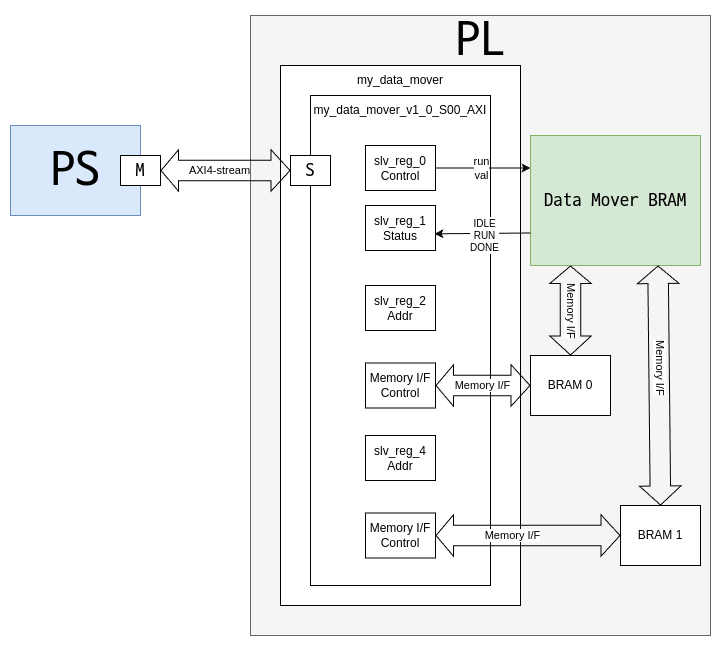 PL
my_data_mover
my_data_mover_v1_0_S00_AXI
PS
M
AXI4-stream
S
slv_reg_0
Control
run
val
Data Mover BRAM
slv_reg_1
Status
IDLE
RUN
DONE
slv_reg_2
Addr
Memory I/F
Memory I/F
Memory I/F
Control
Memory I/F
BRAM 0
slv_reg_4
Addr
Memory I/F
Control
Memory I/F
BRAM 1